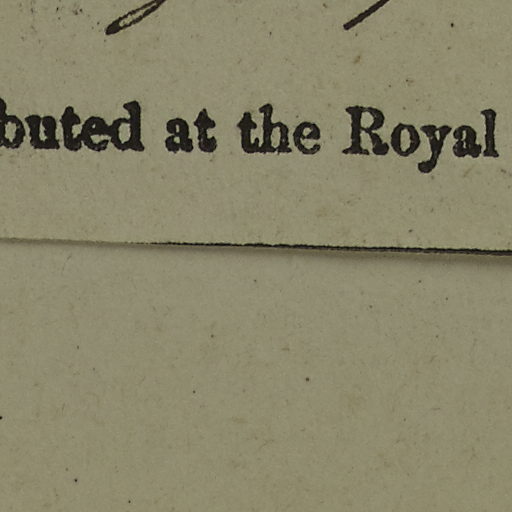 buted at the Royal